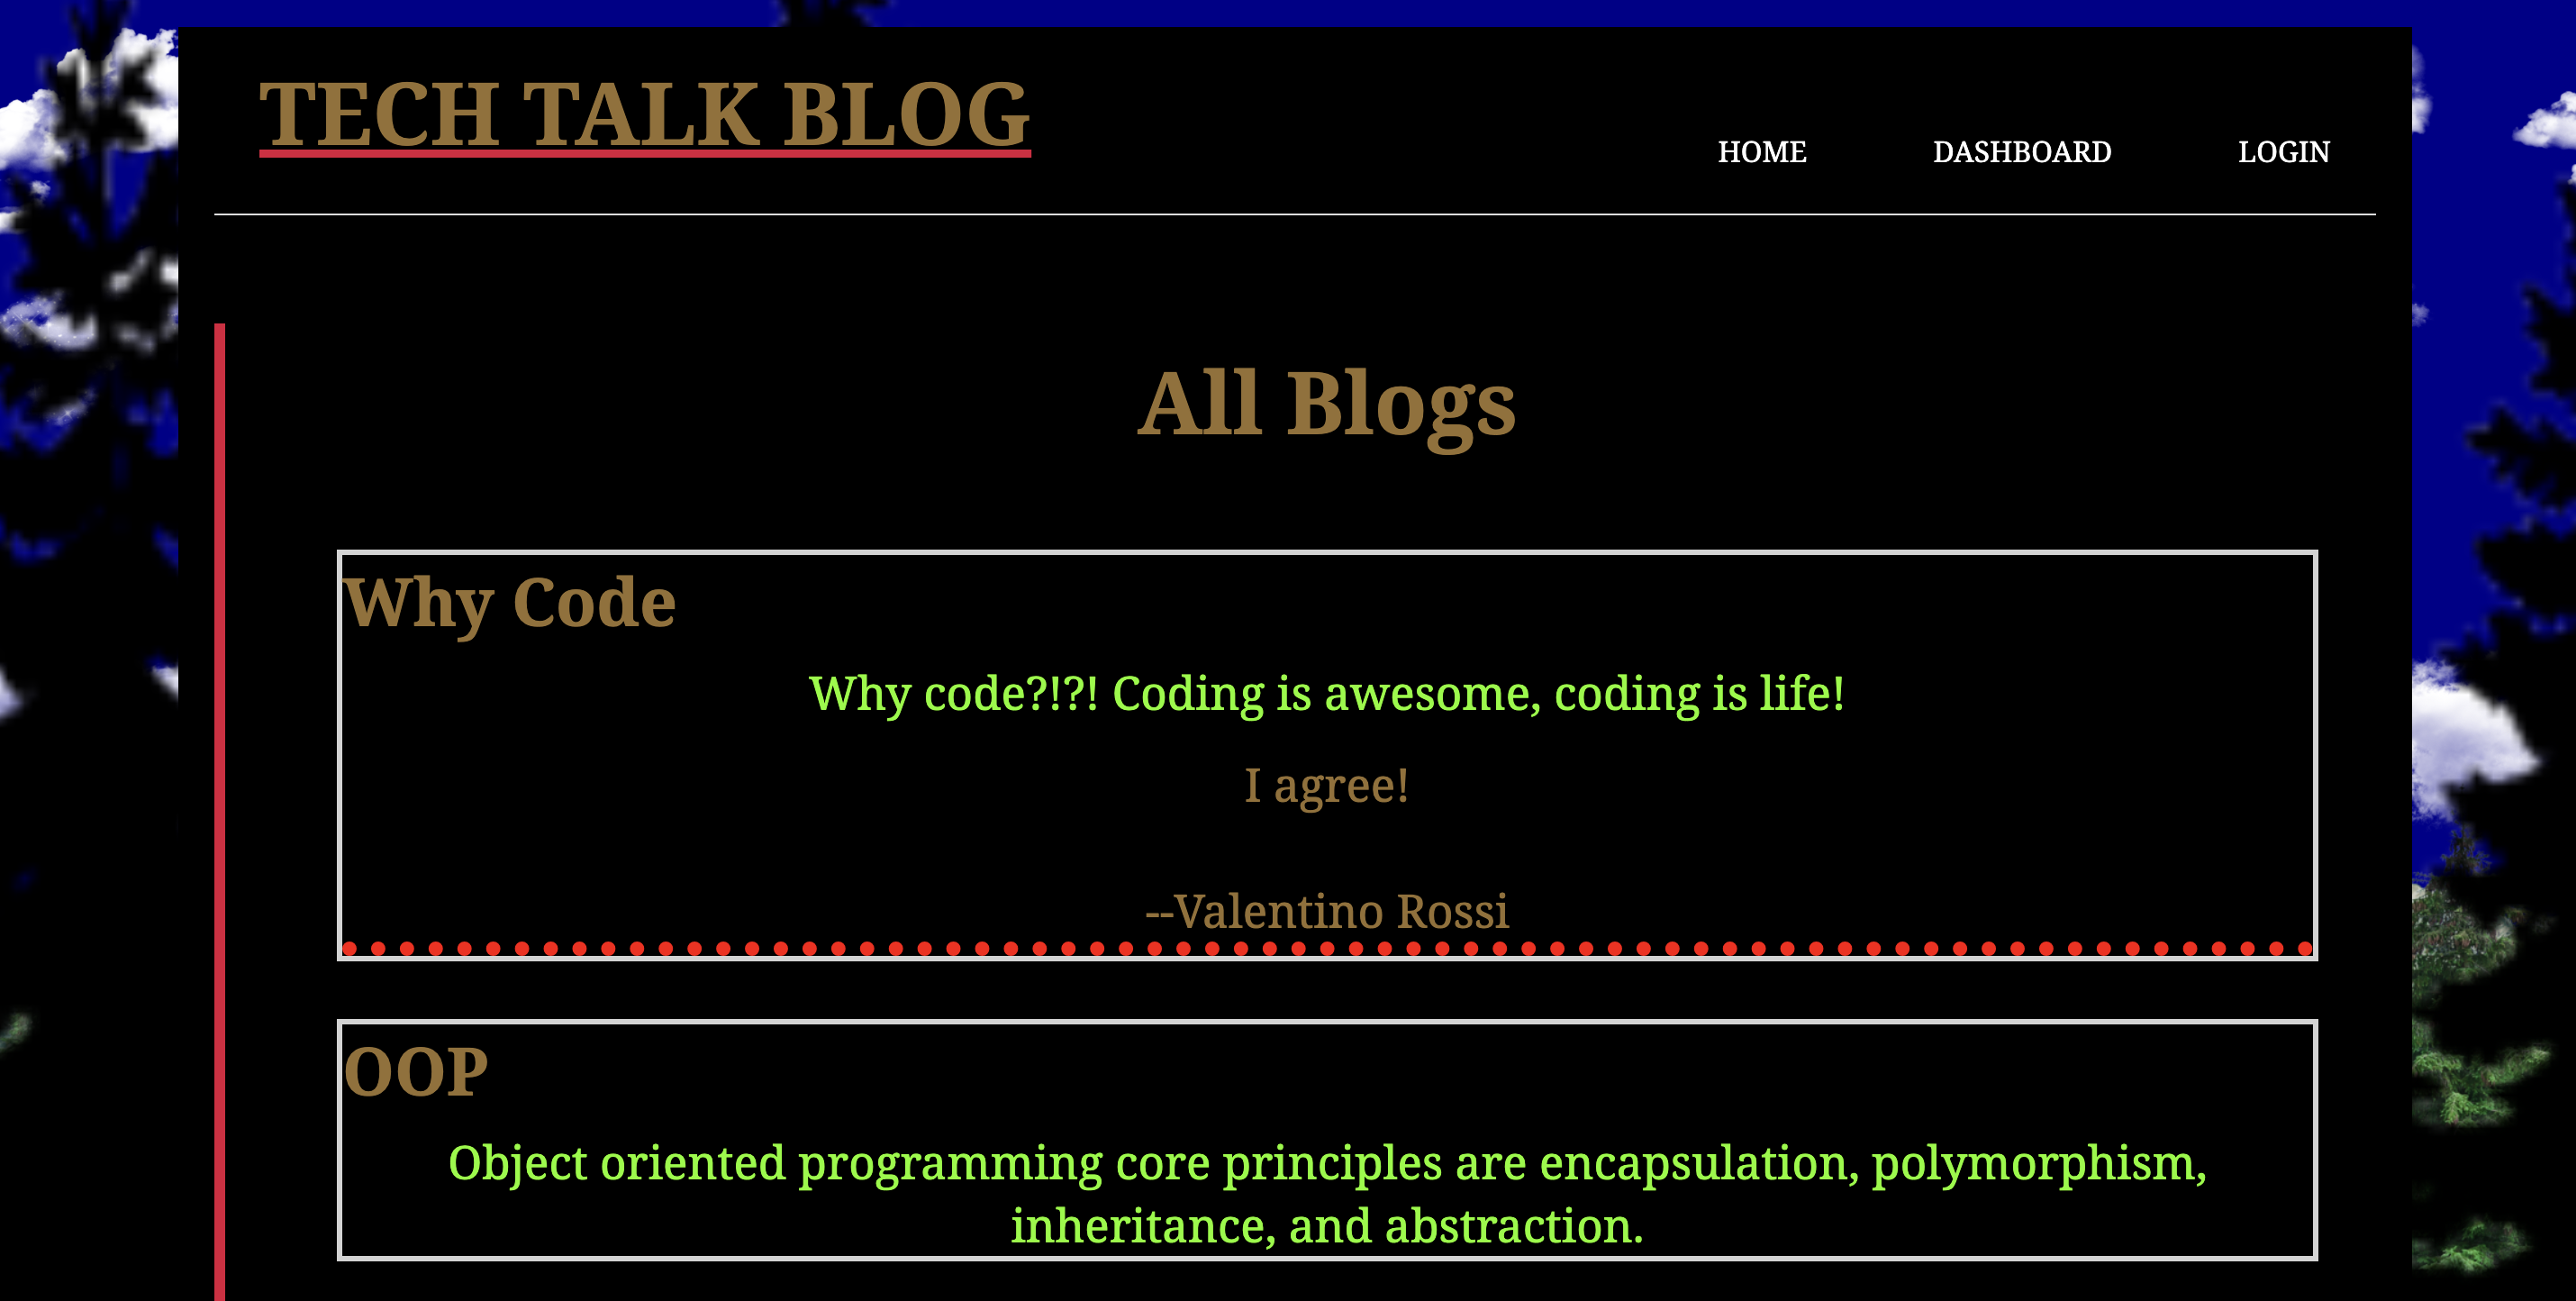 TECH TALK BLOG
HOME DASHBOARD LOGIN
All Blogs
Why Code
Why code?!?! Coding is awesome, coding is life!
I agree!
--Valentino Rossi
OOP
Object oriented programming core principles are encapsulation, polymorphism,
inheritance, and abstraction.